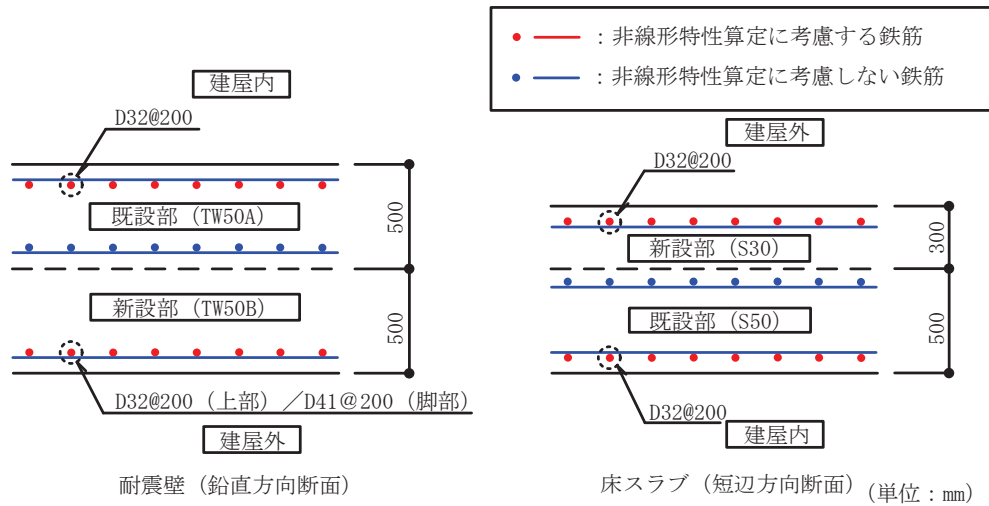 ：非線形特性算定に考慮する鉄筋
：非線形特性算定に考慮しない鉄筋
建屋内
D32@200
既設部（TW50A）
500
新設部（TW50B）
500
D32@200（上部）／D41＠200（脚部）
建屋外
耐震壁（鉛直方向断面）
建屋外
D32@200
新設部（S30）
300
既設部（S50）
500
D32@200
建屋内
床スラブ（短辺方向断面）
（単位：mm）